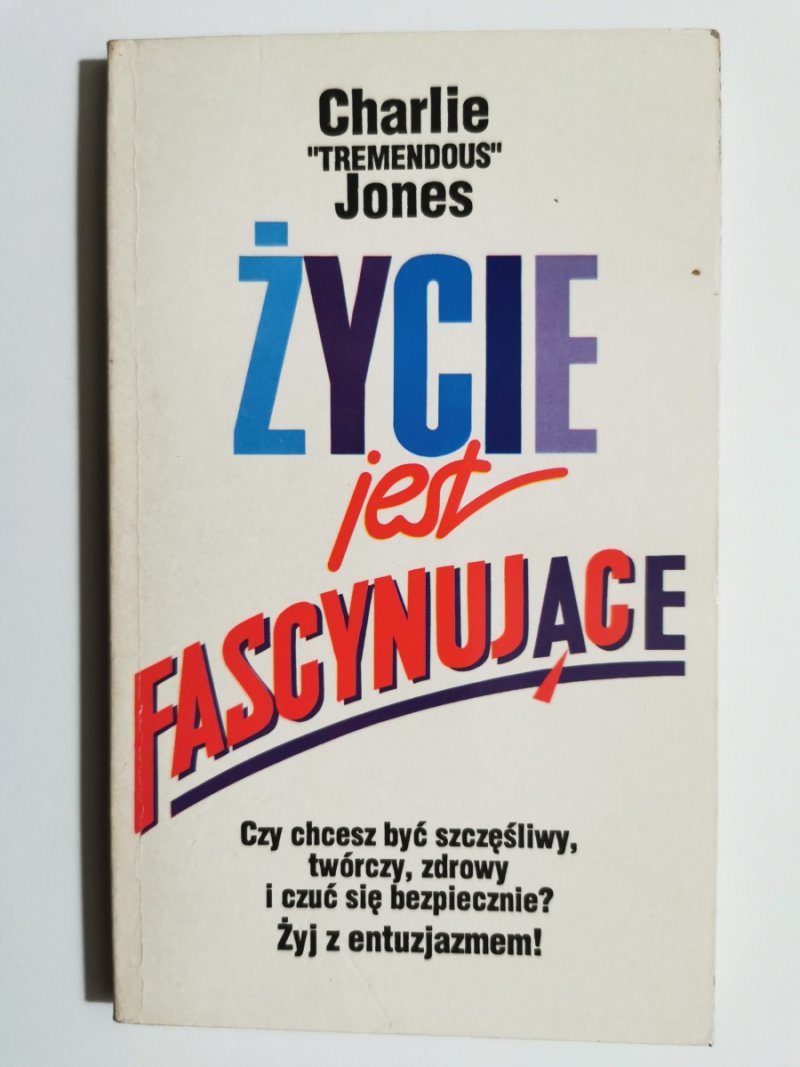 Charlie
"TREMENDOUS"
Jones
ŻYCIE
jest
FASCYNUJĄCE
Czy chcesz być szczęśliwy,
twórczy, zdrowy
i czuć się bezpiecznie?
Żyj z entuzjazmem!